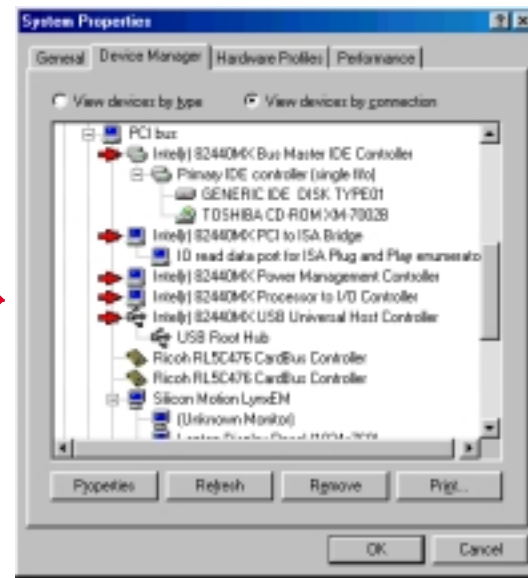 System Properties
General Device Manager Hardware Profiles Performance
View devices by type View devices by connection
PCI bus
Intel(r) 82440MX Bus Master IDE Controller
Primary IDE controller (single fifo)
GENERIC IDE DISK TYPE01
TOSHIBA CD-ROM XM-7002B
Intel(r) 82440MX PCI to ISA Bridge
IO read data port for ISA Plug and Play enumerato
Intel(r) 82440MX Power Management Controller
Intel(r) 82440MX Processor to I/O Controller
Intel(r) 82440MX USB Universal Host Controller
USB Root Hub
Ricoh RL5C476 CardBus Controller
Ricoh RL5C476 CardBus Controller
Silicon Motion LynxEM
(Unknown Monitor)
Laptop Display Panel
Properties Refresh Remove Print...
OK Cancel